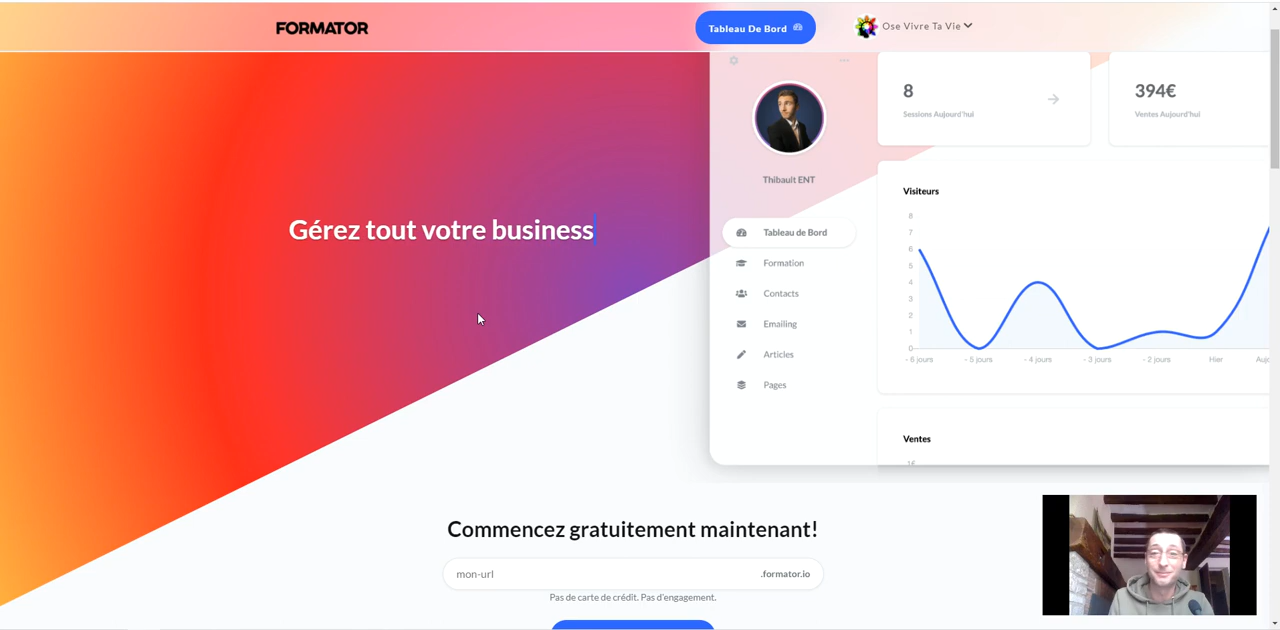 FORMATOR
Tableau De Bord
Ose Vivre Ta Vie
Gérez tout votre business
Thibault ENT
Tableau de Bord
Formation
Contacts
Emailing
Articles
Pages
8
Sessions Aujourd'hui
394€
Ventes Aujourd'hui
Visiteurs
8
7
6
5
4
3
2
1
0
- 6 jours
- 5 jours
- 4 jours
- 3 jours
- 2 jours
Hier
Ventes
1€
Commencez gratuitement maintenant!
mon-url
.formator.io
Pas de carte de crédit. Pas d'engagement.